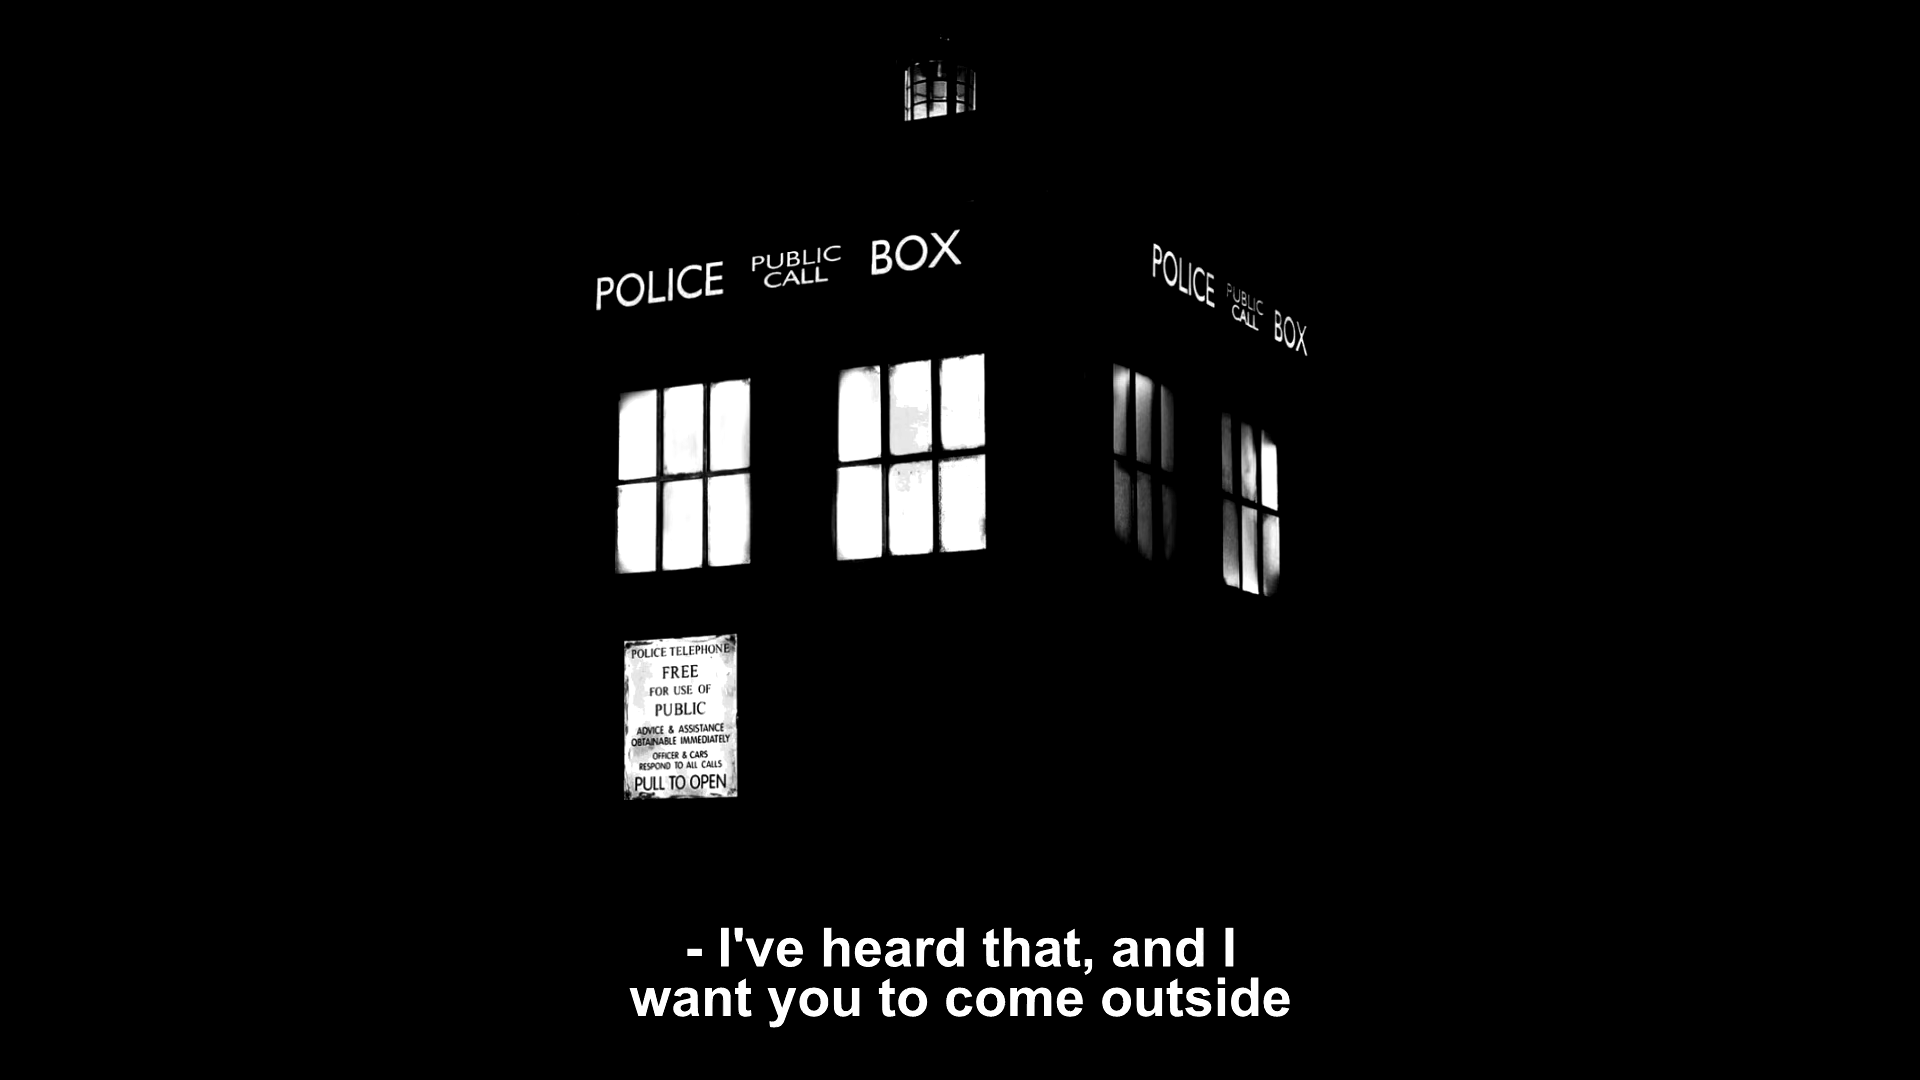 POLICE PUBLIC CALL BOX
POLICE PUBLIC CALL BOX
POLICE TELEPHONE
FREE
FOR USE OF
PUBLIC
ADVICE & ASSISTANCE
OBTAINABLE IMMEDIATELY
OFFICER & CARS
RESPOND TO ALL CALLS
PULL TO OPEN
- I've heard that, and I
want you to come outside